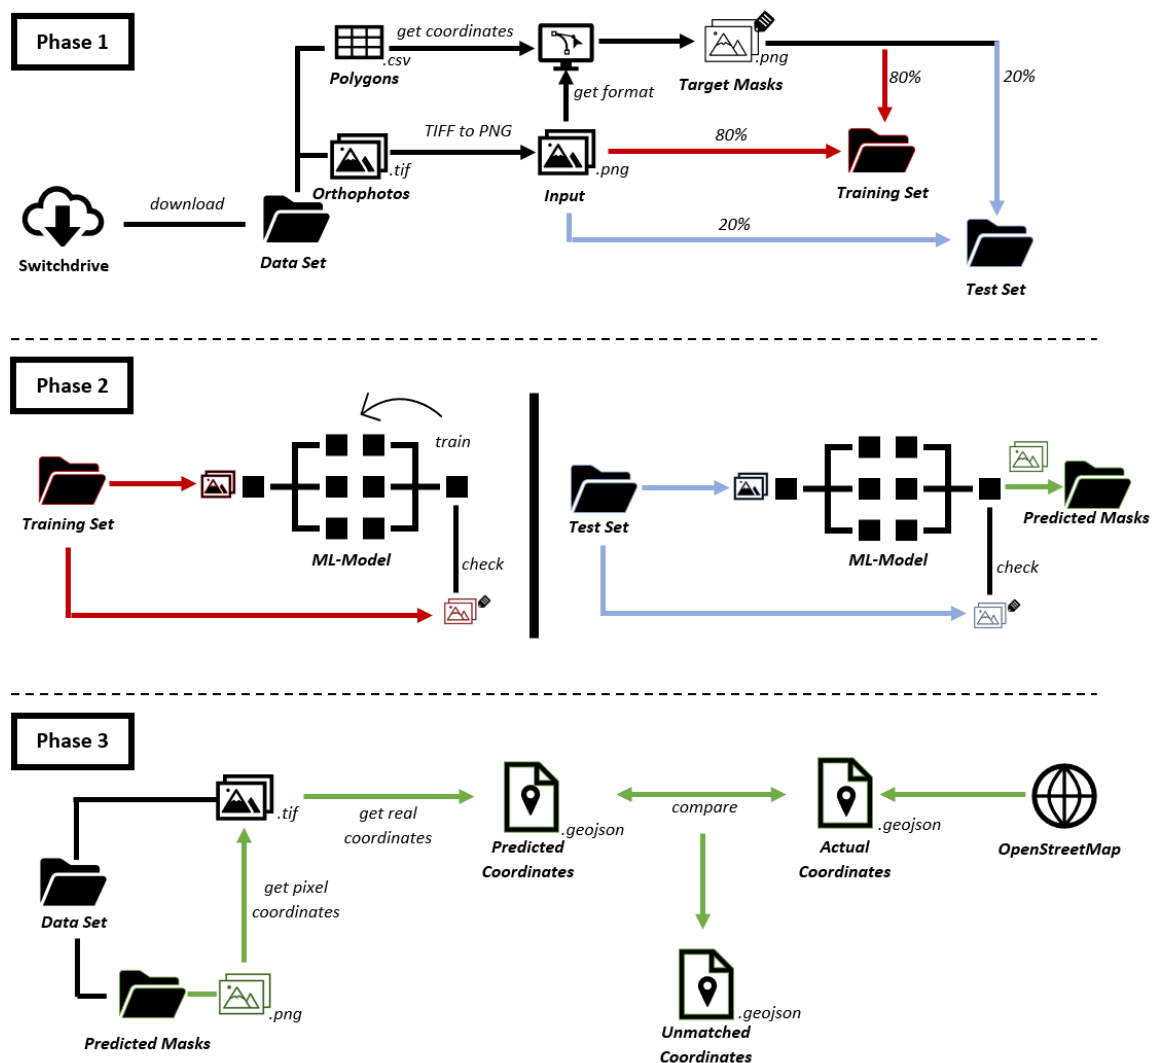 Phase 1
get coordinates
.csv
Polygons
.png
Target Masks
80%
20%
get format
TIFF to PNG
.tif
Orthophotos
.png
Input
80%
Training Set
download
Switchdrive
Data Set
20%
Test Set
Phase 2
train
Training Set
ML-Model
check
Test Set
ML-Model
check
Predicted Masks
Phase 3
.tif
get real
coordinates
.geojson
Predicted
Coordinates
compare
.geojson
Actual
Coordinates
OpenStreetMap
get pixel
coordinates
Data Set
.png
Predicted Masks
.geojson
Unmatched
Coordinates